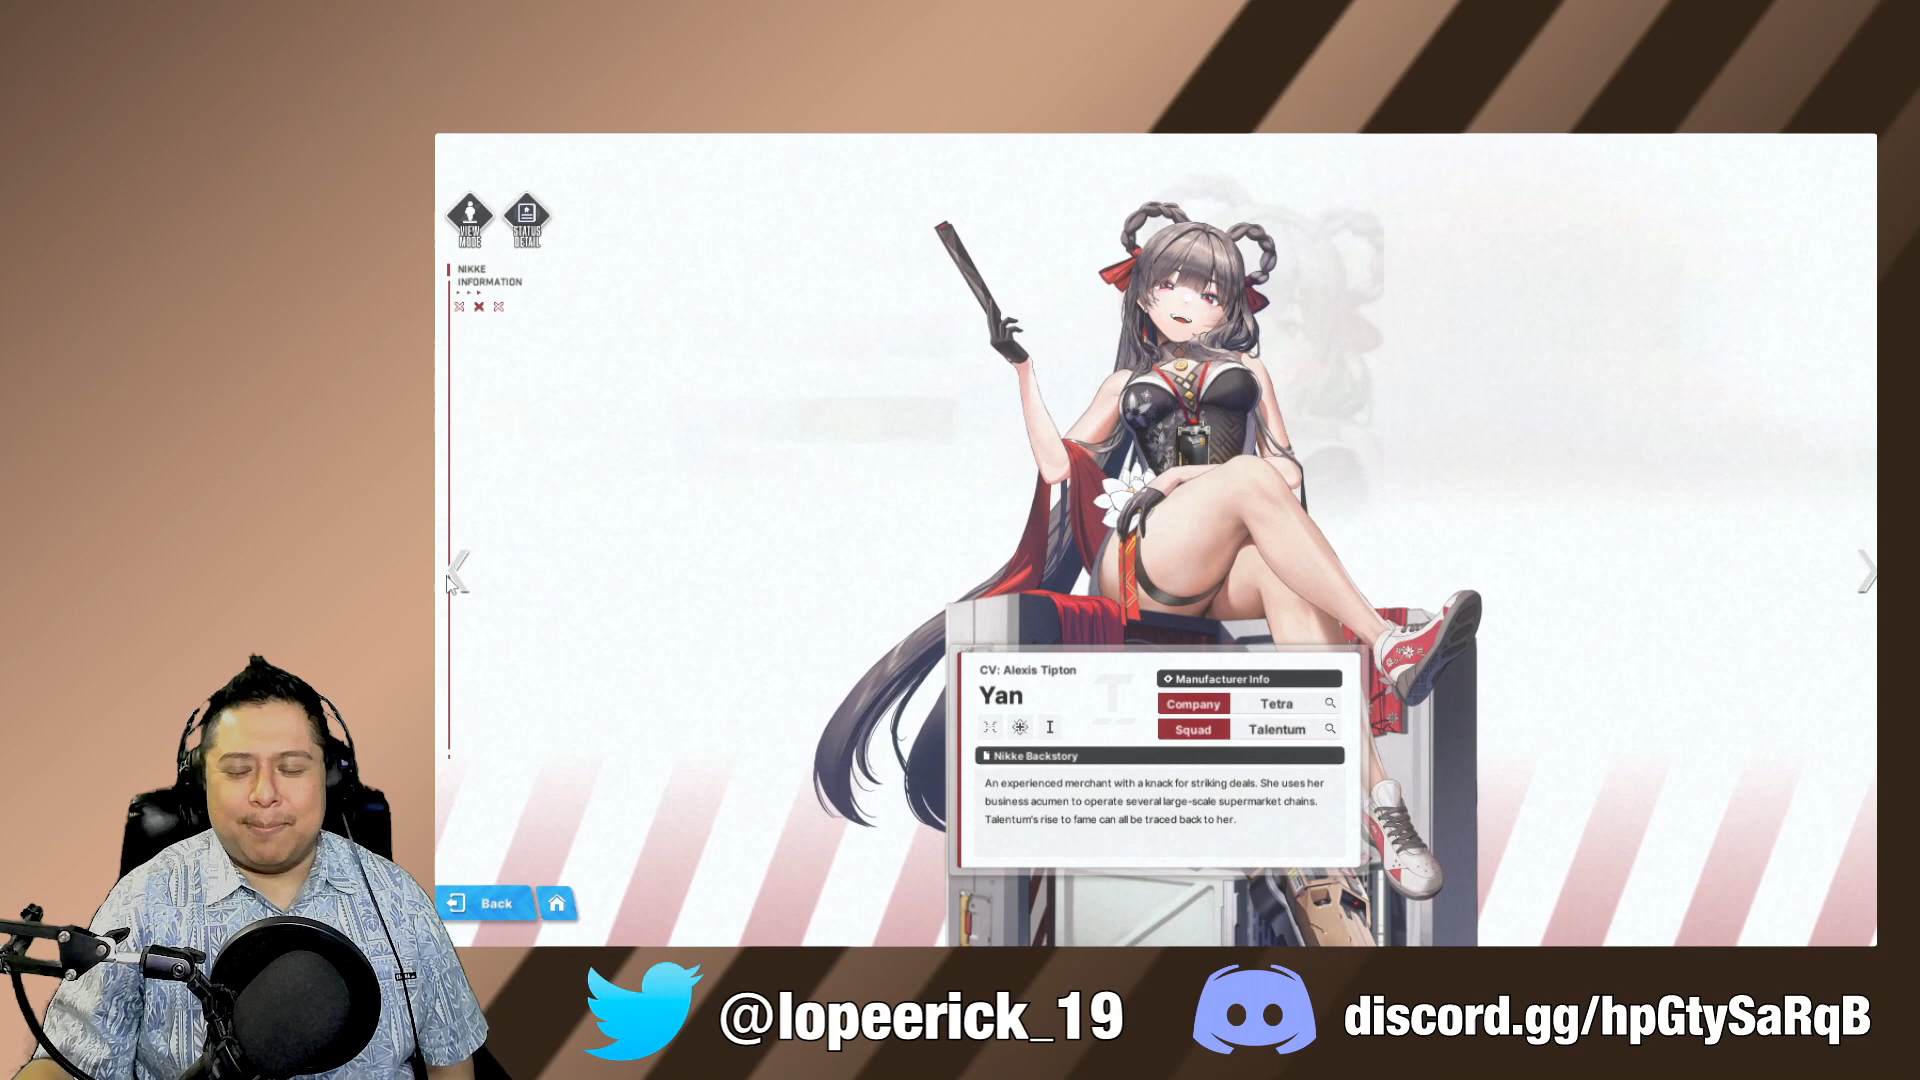 VIEW
MODE
STATUS
DETAIL
NIKKE
INFORMATION
CV: Alexis Tipton
Yan
Manufacturer Info
Company Tetra
Squad Talentum
Nikke Backstory
An experienced merchant with a knack for striking deals. She uses her
business acumen to operate several large-scale supermarket chains.
Talentum's rise to fame can all be traced back to her.
Back
@lopeerick_19
discord.gg/hpGtySaRqB